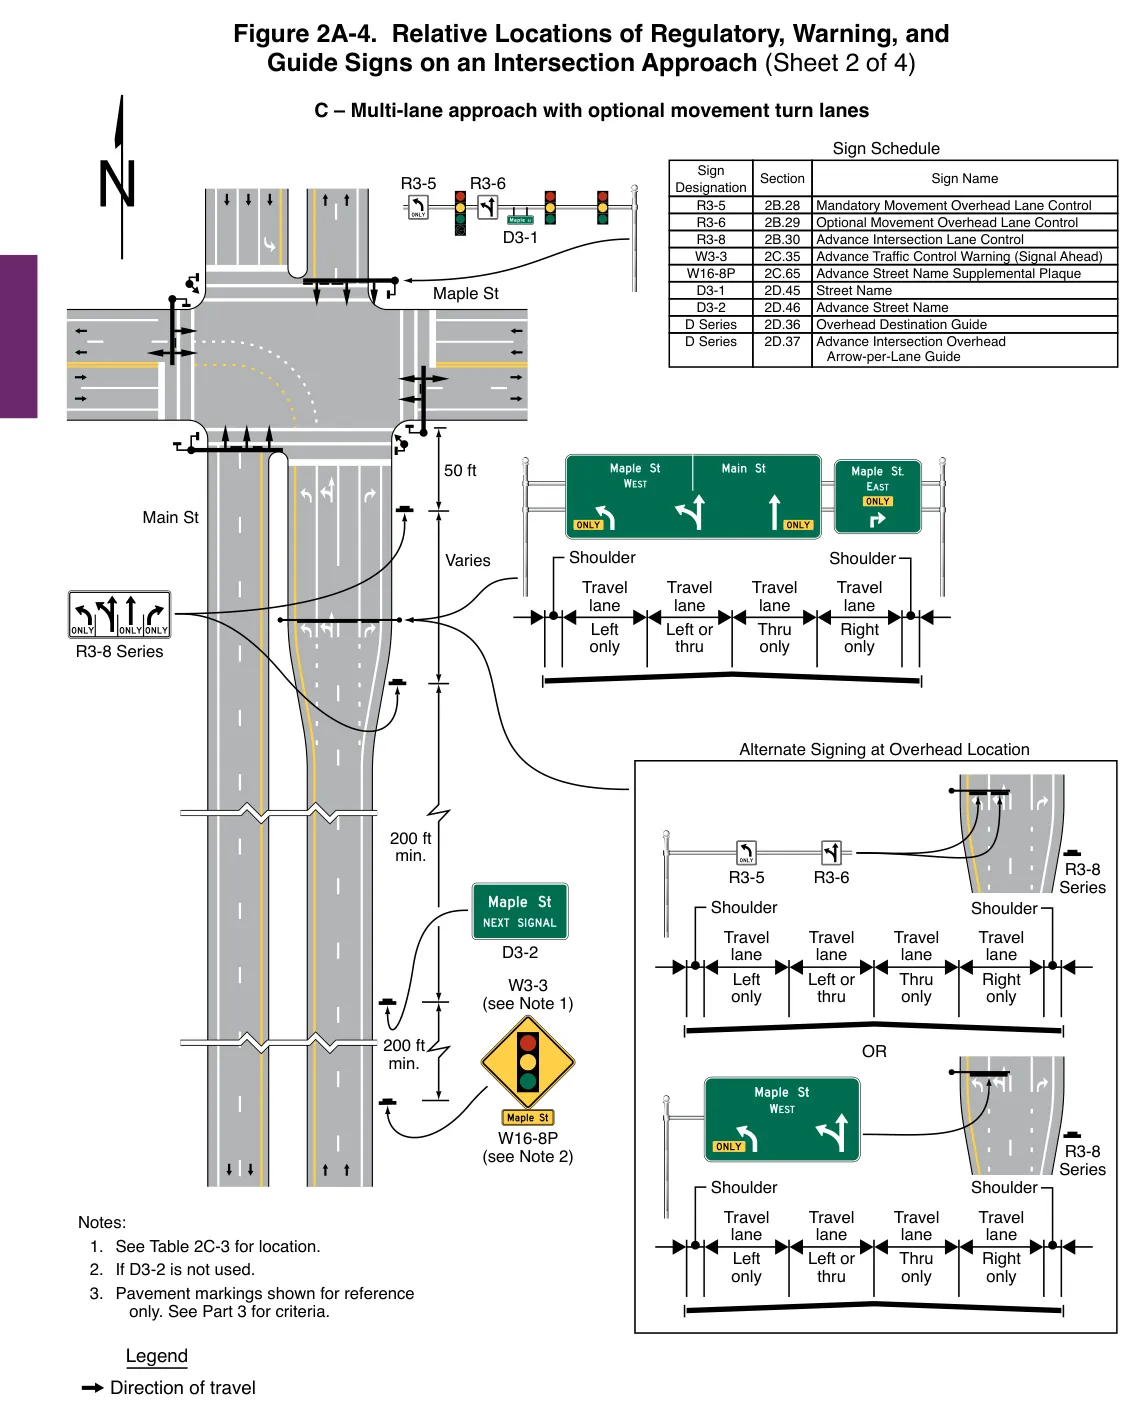 Figure 2A-4. Relative Locations of Regulatory, Warning, and
Guide Signs on an Intersection Approach (Sheet 2 of 4)
C – Multi-lane approach with optional movement turn lanes
N
R3-5
R3-6
ONLY
Maple St
D3-1
Maple St
Sign Schedule
Sign Designation | Section | Sign Name
R3-5 | 2B.28 | Mandatory Movement Overhead Lane Control
R3-6 | 2B.29 | Optional Movement Overhead Lane Control
R3-8 | 2B.30 | Advance Intersection Lane Control
W3-3 | 2C.35 | Advance Traffic Control Warning (Signal Ahead)
W16-8P | 2C.65 | Advance Street Name Supplemental Plaque
D3-1 | 2D.45 | Street Name
D3-2 | 2D.46 | Advance Street Name
D Series | 2D.36 | Overhead Destination Guide
D Series | 2D.37 | Advance Intersection Overhead
Arrow-per-Lane Guide
50 ft
Main St
Varies
Maple St
WEST
Main St
ONLY
ONLY
Maple St.
EAST
ONLY
Shoulder
Shoulder
Travel lane
Travel lane
Travel lane
Travel lane
Left only
Left or thru
Thru only
Right only
ONLY
ONLY
ONLY
R3-8 Series
200 ft
min.
Maple St
NEXT SIGNAL
D3-2
W3-3
(see Note 1)
200 ft
min.
Maple St
W16-8P
(see Note 2)
Alternate Signing at Overhead Location
ONLY
R3-5
R3-6
R3-8
Series
Shoulder
Shoulder
Travel lane
Travel lane
Travel lane
Travel lane
Left only
Left or thru
Thru only
Right only
OR
Maple St
WEST
ONLY
R3-8
Series
Shoulder
Shoulder
Travel lane
Travel lane
Travel lane
Travel lane
Left only
Left or thru
Thru only
Right only
Notes:
1. See Table 2C-3 for location.
2. If D3-2 is not used.
3. Pavement markings shown for reference
only. See Part 3 for criteria.
Legend
Direction of travel